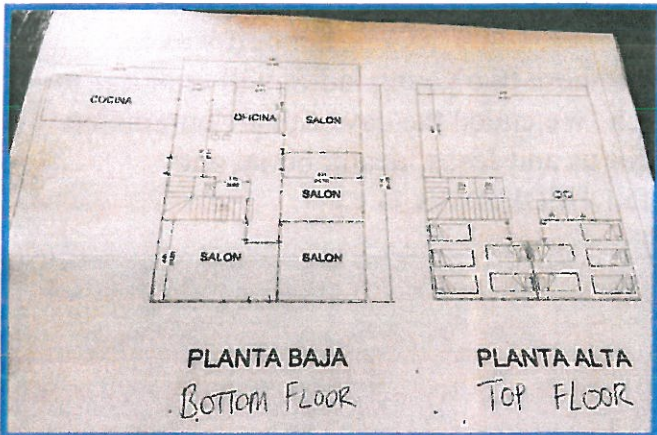 COCINA
OFICINA
SALON
SALON
SALON
SALON
PLANTA BAJA
PLANTA ALTA
BOTTOM FLOOR
TOP FLOOR